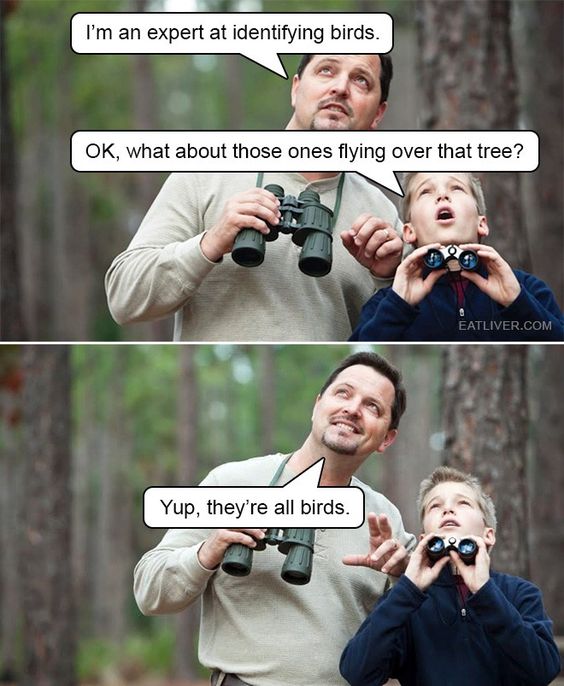 I'm an expert at identifying birds.
OK, what about those ones flying over that tree?
EATLIVER.COM
Yup, they're all birds.